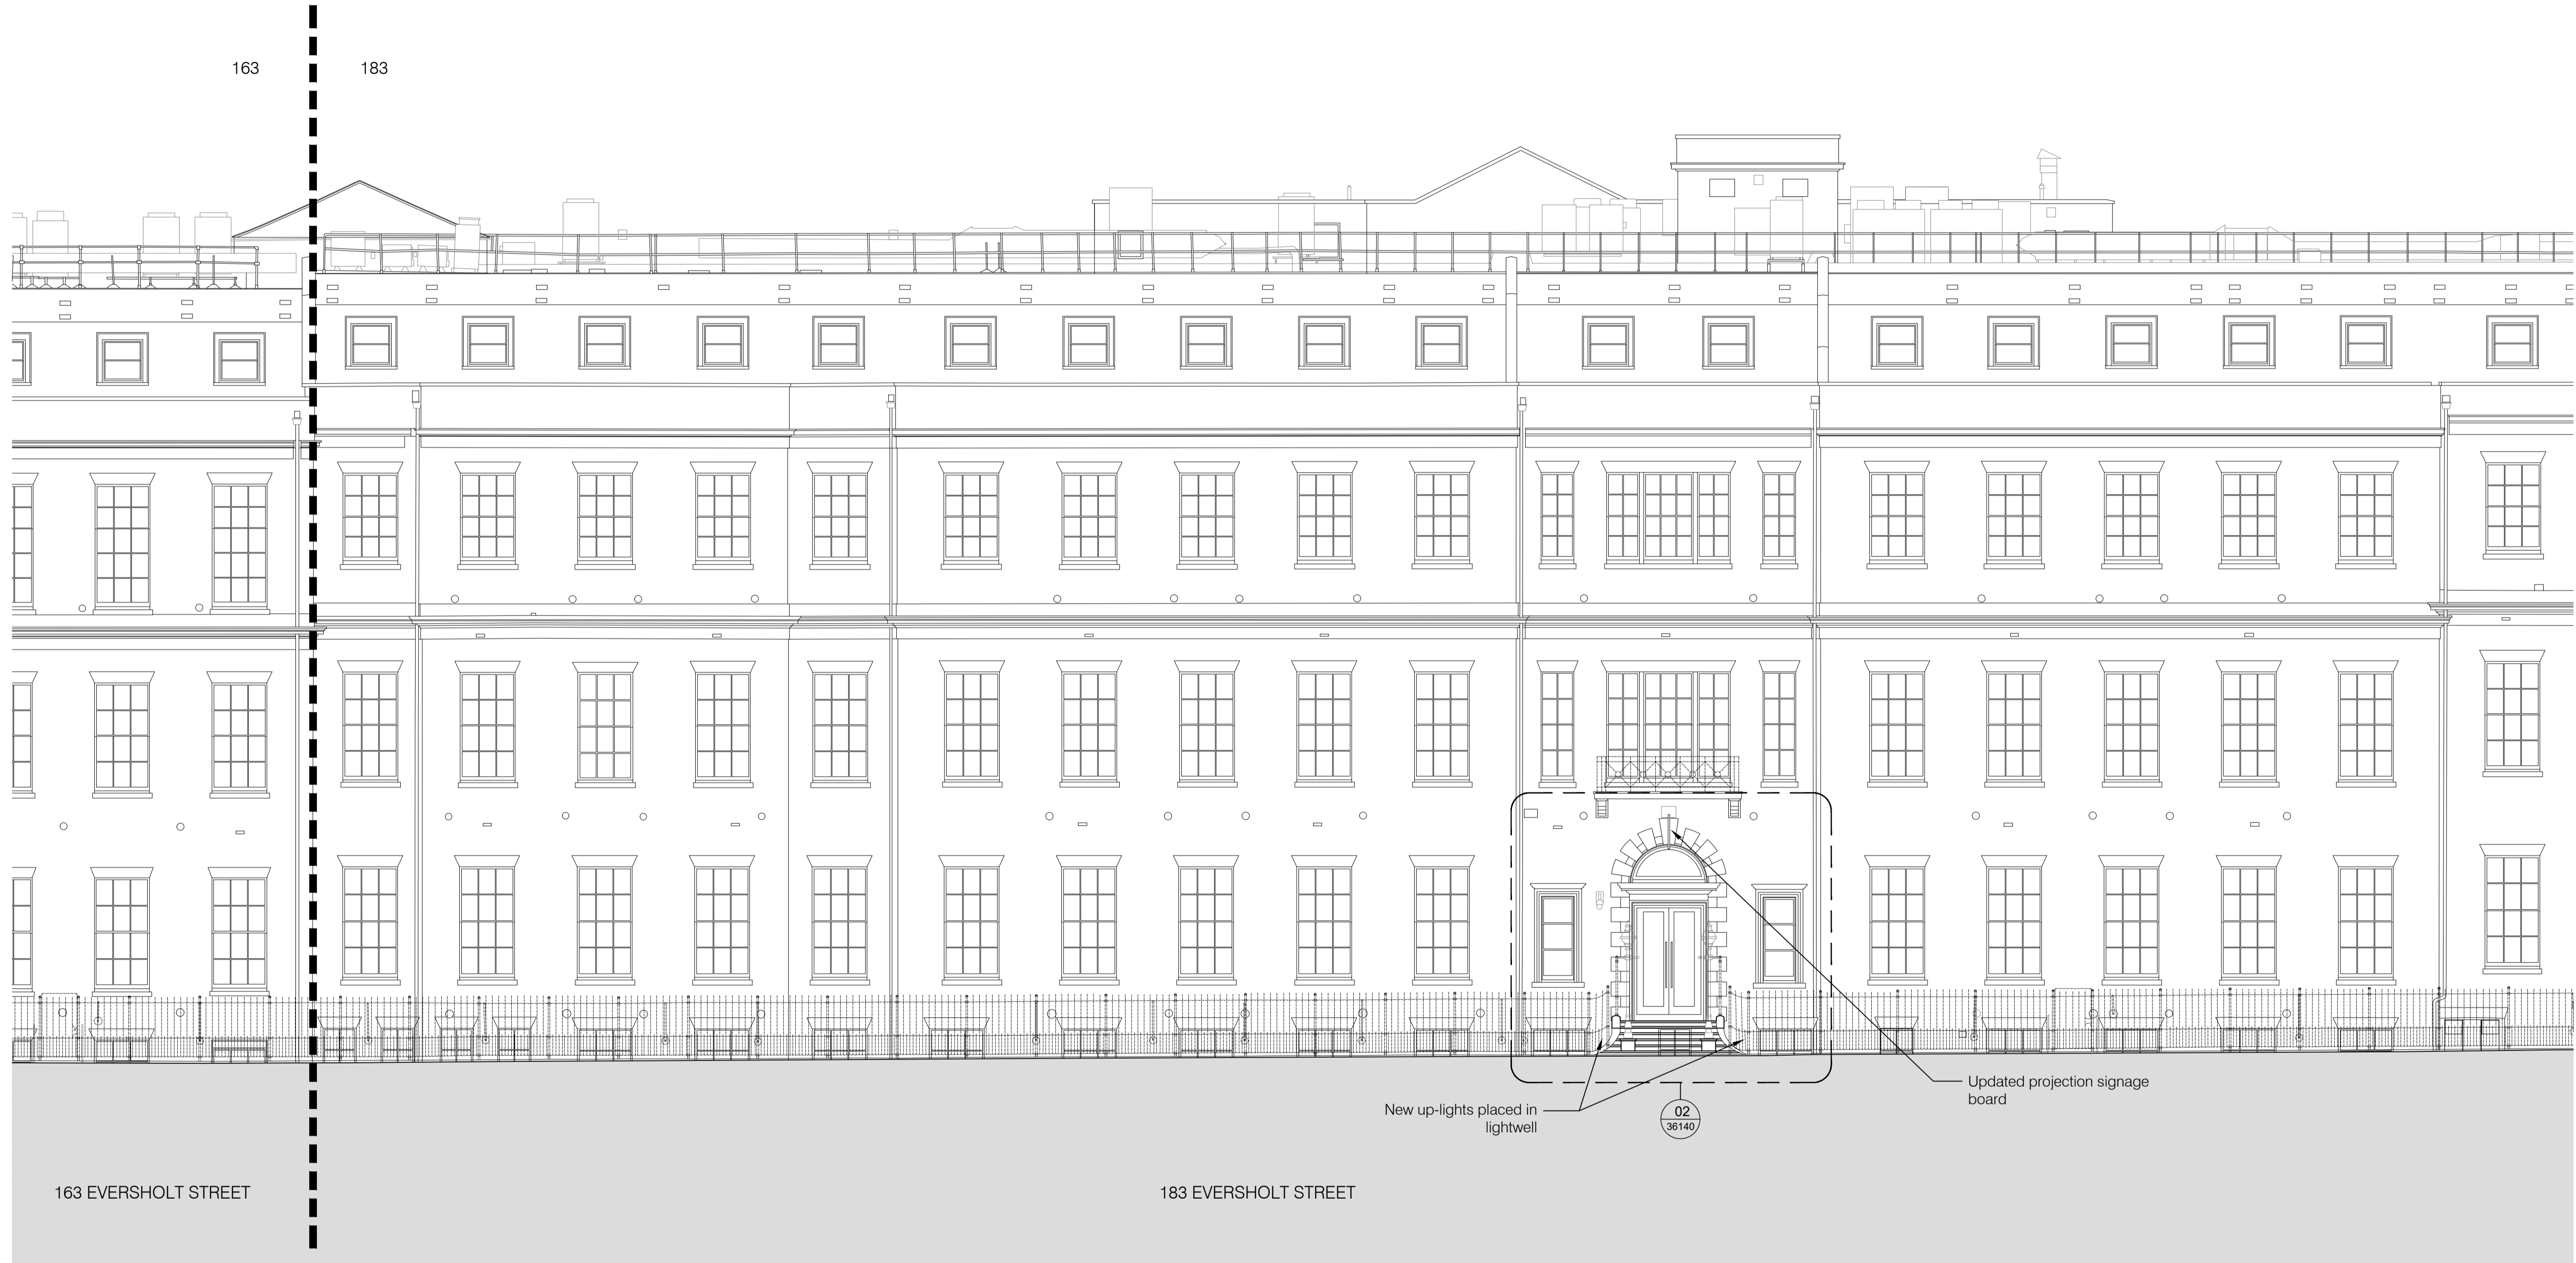 163
183
Updated projection signage
board
New up-lights placed in
lightwell
02
36140
163 EVERSHOLT STREET
183 EVERSHOLT STREET